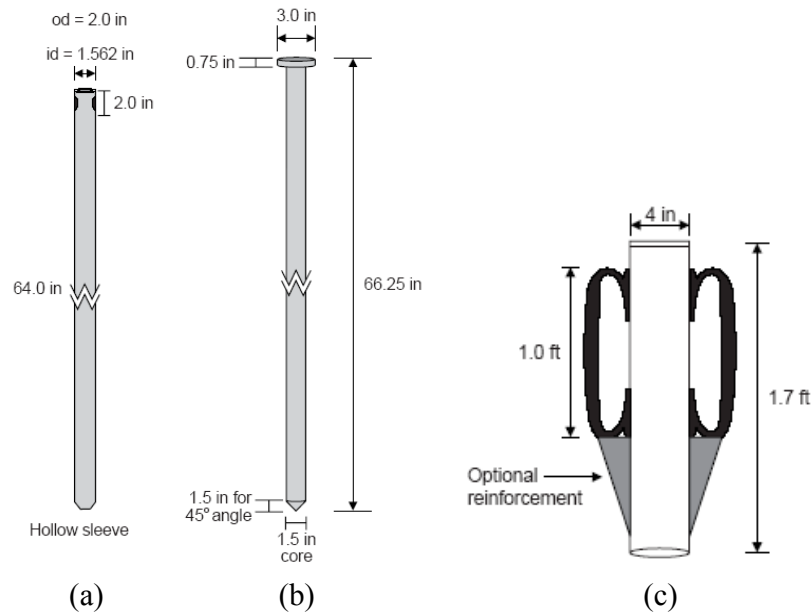 od = 2.0 in
id = 1.562 in
2.0 in
64.0 in
Hollow sleeve
(a)
3.0 in
0.75 in
66.25 in
1.5 in for
45° angle
1.5 in
core
(b)
4 in
1.0 ft
1.7 ft
Optional
reinforcement
(c)